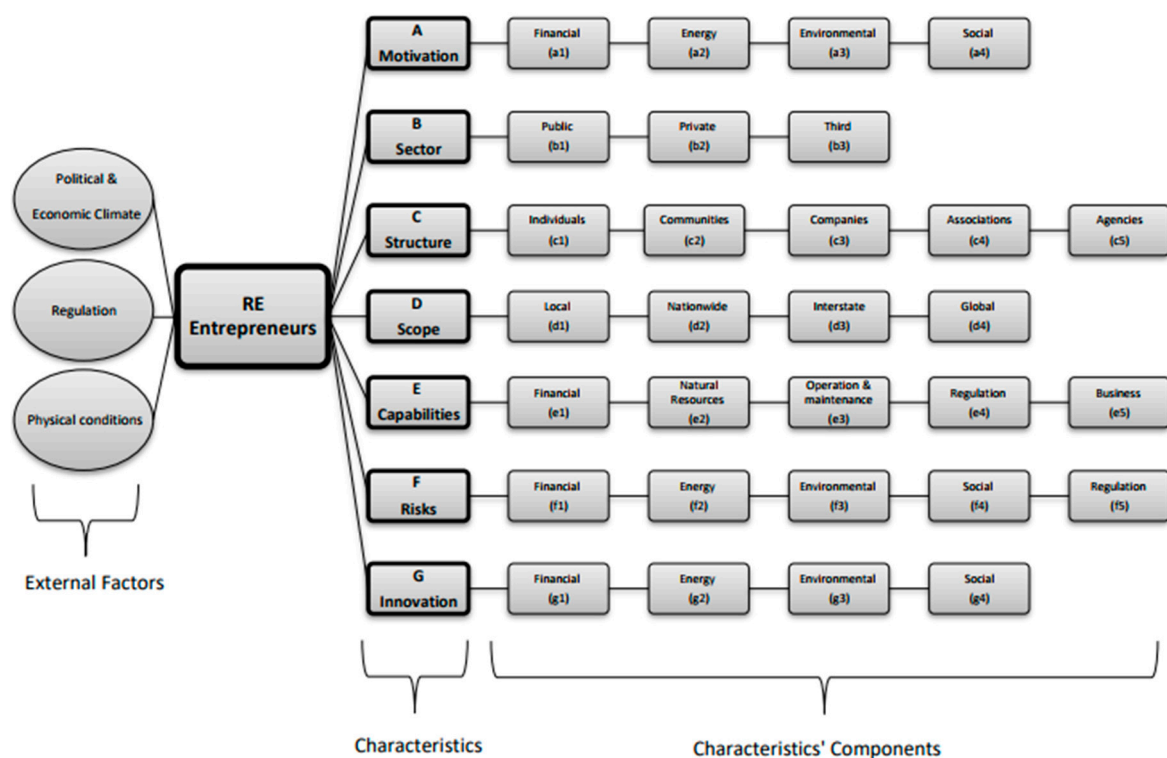 Political &
Economic Climate
Regulation
Physical conditions
External Factors
RE
Entrepreneurs
A
Motivation
Financial
(a1)
Energy
(a2)
Environmental
(a3)
Social
(a4)
B
Sector
Public
(b1)
Private
(b2)
Third
(b3)
C
Structure
Individuals
(c1)
Communities
(c2)
Companies
(c3)
Associations
(c4)
Agencies
(c5)
D
Scope
Local
(d1)
Nationwide
(d2)
Interstate
(d3)
Global
(d4)
E
Capabilities
Financial
(e1)
Natural
Resources
(e2)
Operation &
maintenance
(e3)
Regulation
(e4)
Business
(e5)
F
Risks
Financial
(f1)
Energy
(f2)
Environmental
(f3)
Social
(f4)
Regulation
(f5)
G
Innovation
Financial
(g1)
Energy
(g2)
Environmental
(g3)
Social
(g4)
Characteristics
Characteristics' Components